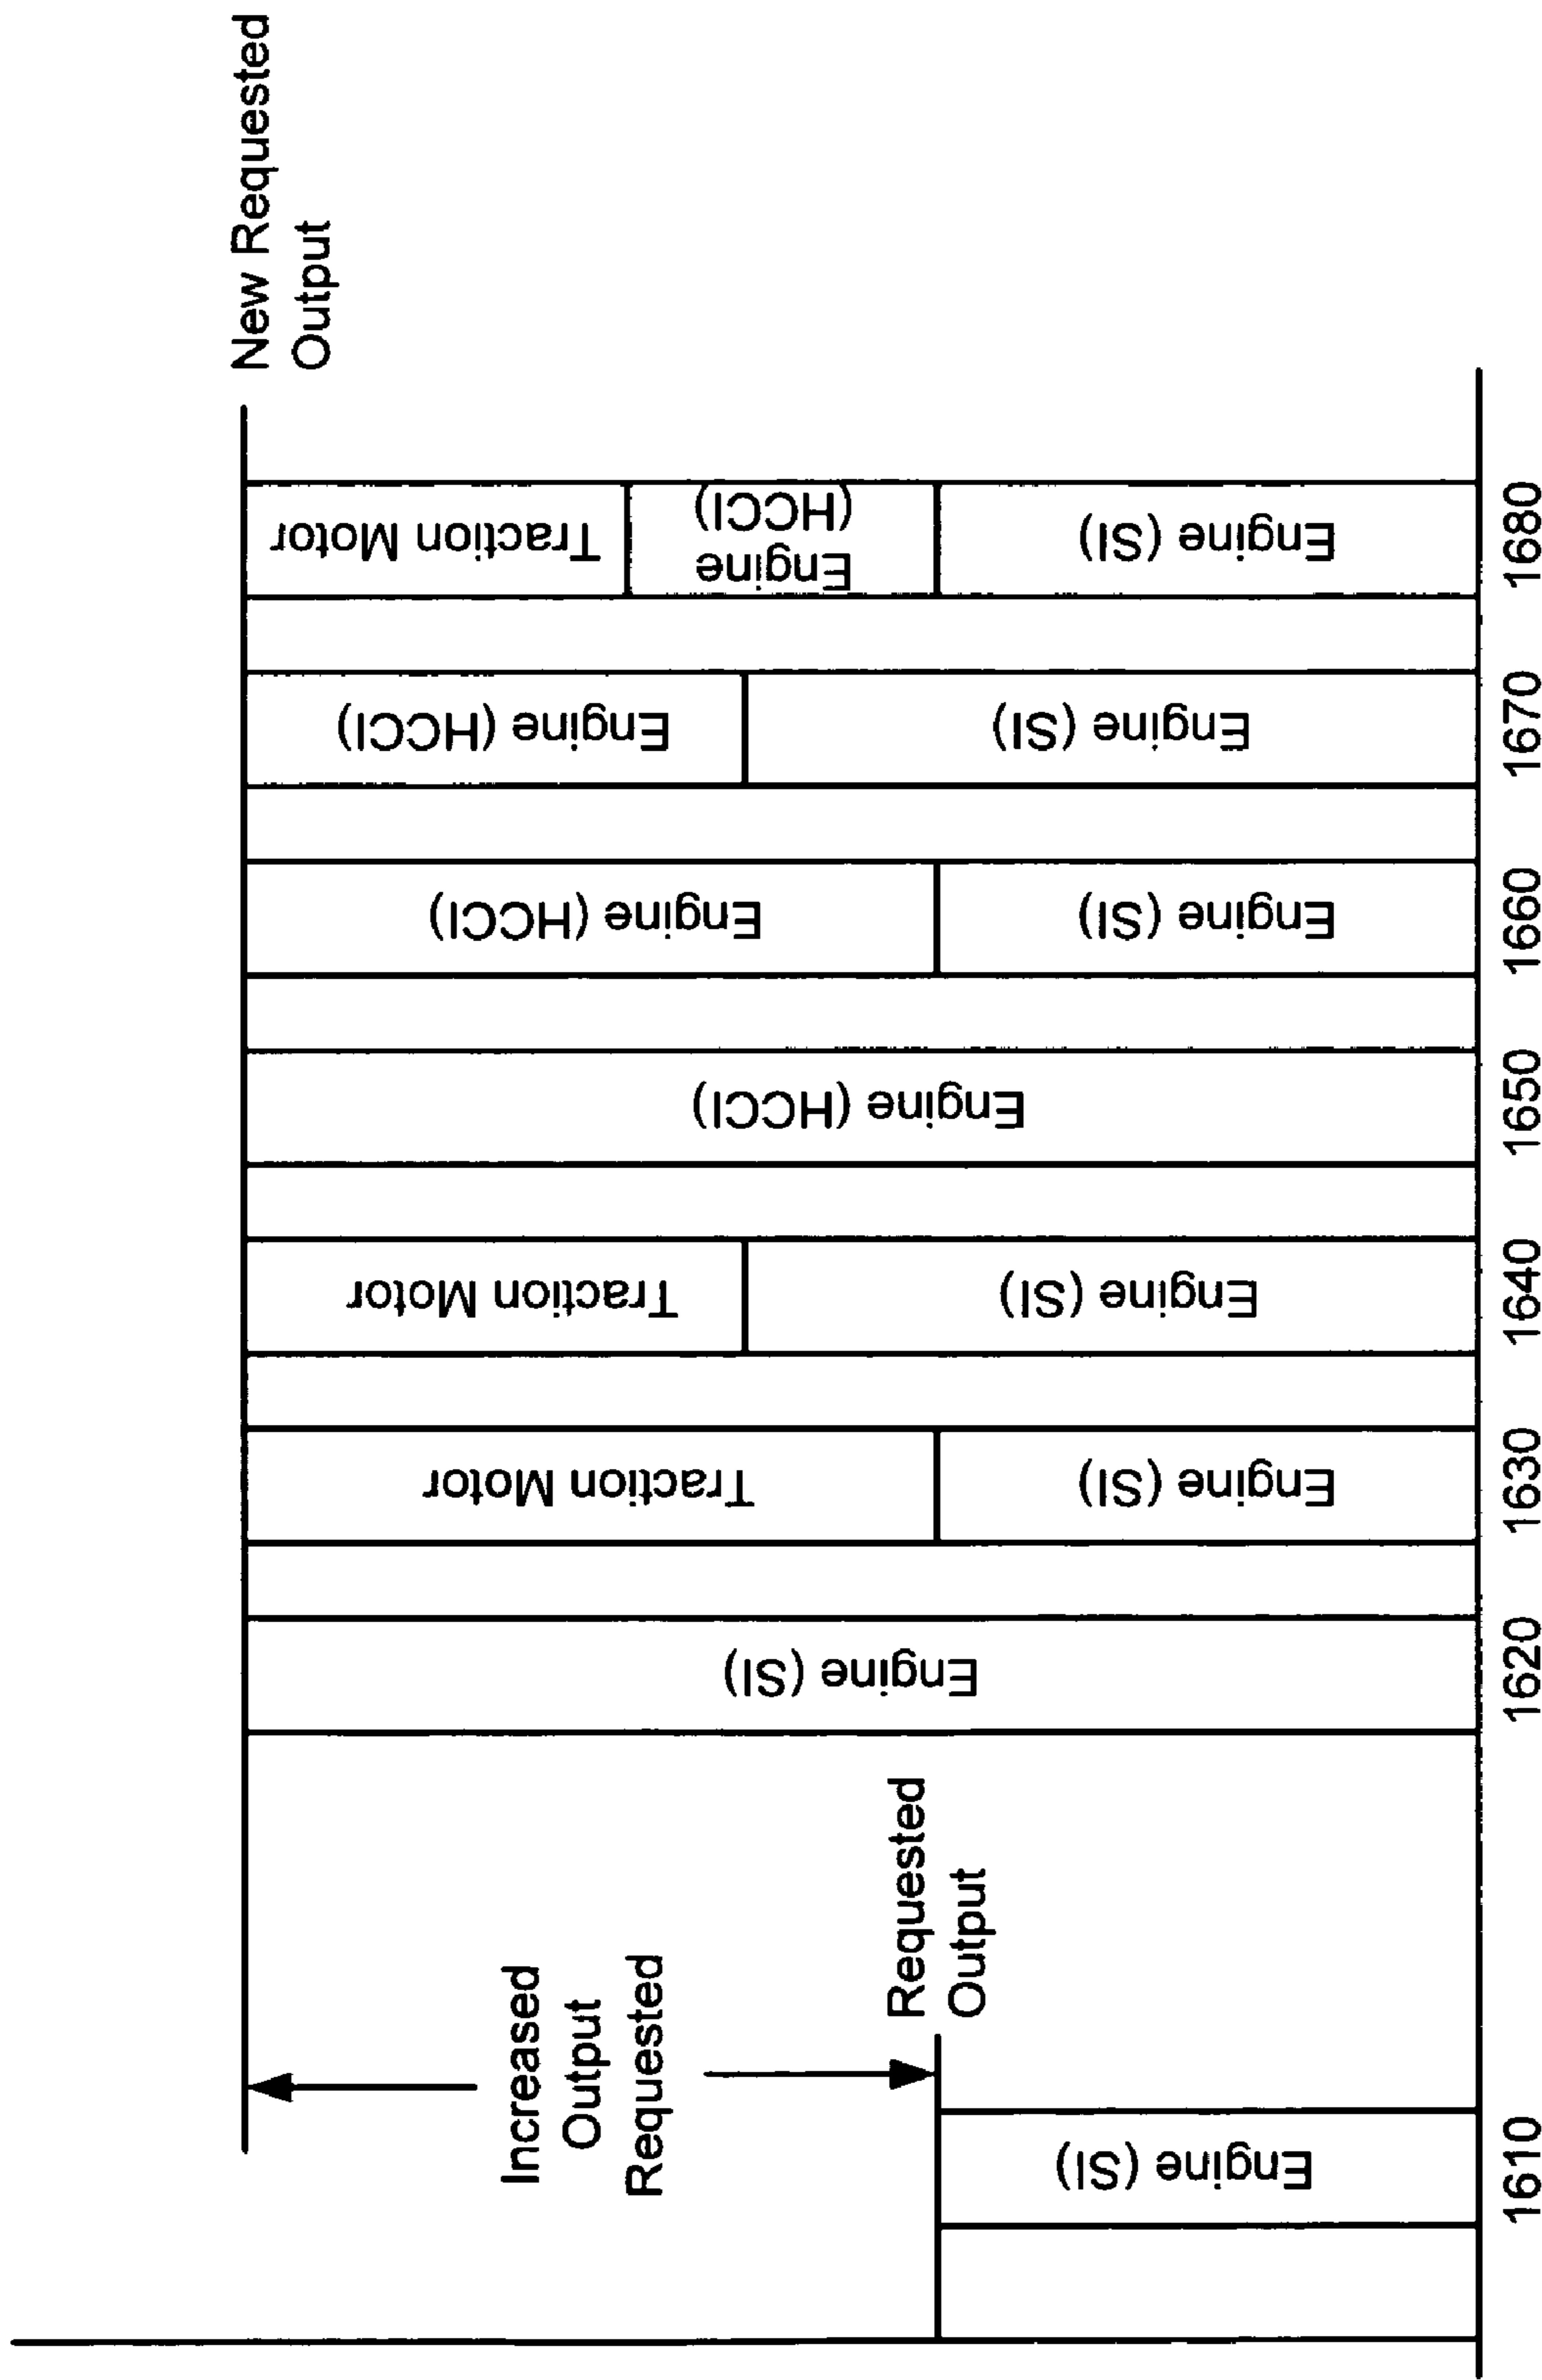 New Requested
Output
Increased
Output
Requested
Requested
Output
Engine (SI)
Engine (SI)
Traction Motor
Engine (SI)
Traction Motor
Engine (SI)
Engine (HCCI)
Engine (HCCI)
Engine (SI)
Engine (HCCI)
Engine (SI)
Traction Motor
Engine
(HCCI)
Engine (SI)
1610
1620
1630
1640
1650
1660
1670
1680